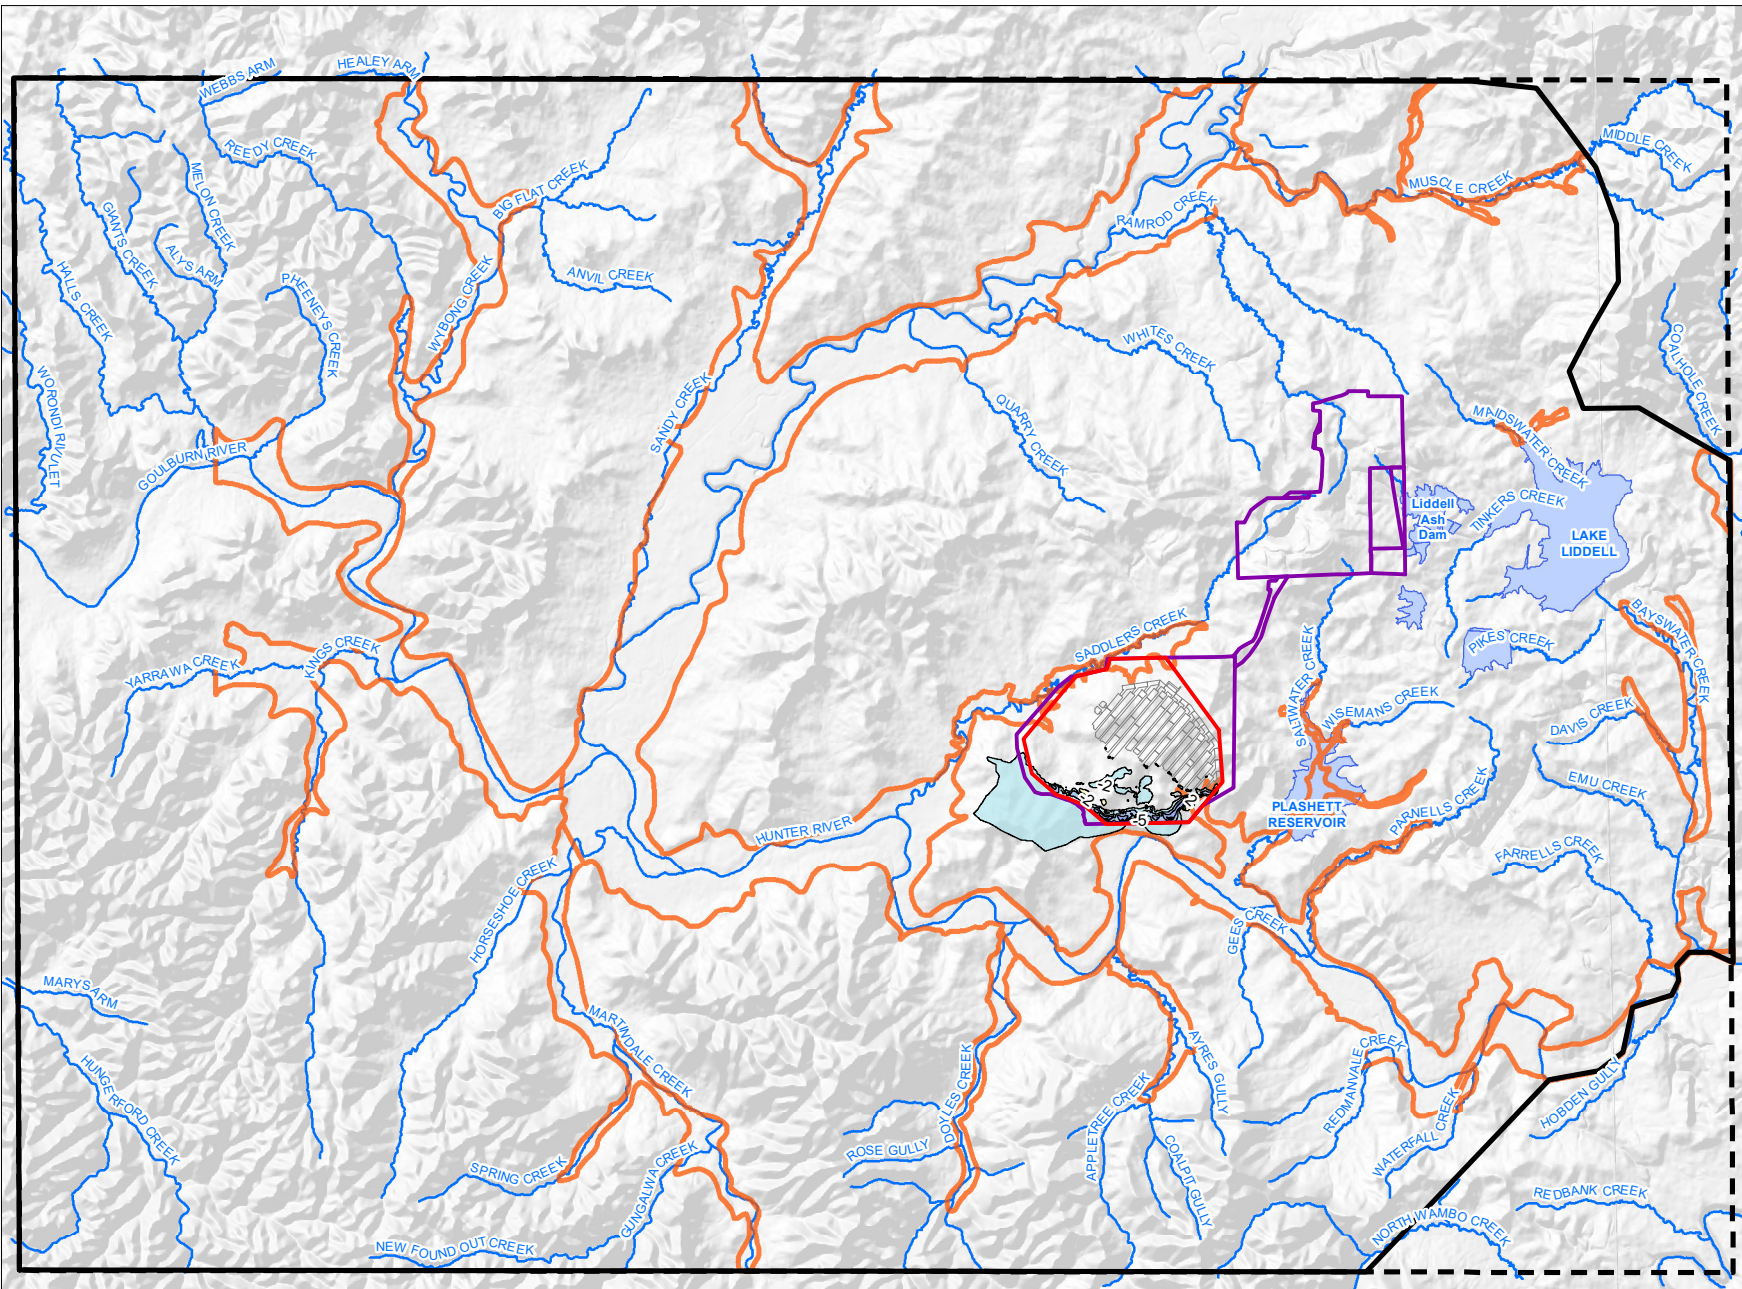 WEBBS ARM
HEALEY ARM
REEDY CREEK
MELON CREEK
BIG FLAT CREEK
MIDDLE CREEK
MUSCLE CREEK
RAMROD CREEK
GIANTS CREEK
ALYS ARM
HALLS CREEK
PHEENEYS CREEK
WYBONG CREEK
ANVIL CREEK
WHITES CREEK
COALHOLE CREEK
WORONDI RIVULET
SANDY CREEK
QUARRY CREEK
MAIDSWATER CREEK
GOULBURN RIVER
TINKERS CREEK
Liddell
Ash
Dam
LAKE
LIDDELL
SADDLERS CREEK
BAYSWATER CREEK
PIKES CREEK
KINGS CREEK
YARRAWA CREEK
SALTWATER CREEK
WISEMANS CREEK
DAVIS CREEK
EMU CREEK
-2
-2
2
-5
PLASHETT
RESERVOIR
PARNELLS CREEK
HUNTER RIVER
FARRELLS CREEK
HORSESHOE CREEK
GEES CREEK
MARYS ARM
MARTINDALE CREEK
HUNGERFORD CREEK
DOYLES CREEK
AYRES GULLY
REDMANVALE CREEK
HOBDEN GULLY
APPLETREE CREEK
WATERFALL CREEK
ROSE GULLY
COALPIT GULLY
SPRING CREEK
GUNGALWA CREEK
REDBANK CREEK
NORTH WAMBO CREEK
NEW FOUND OUT CREEK